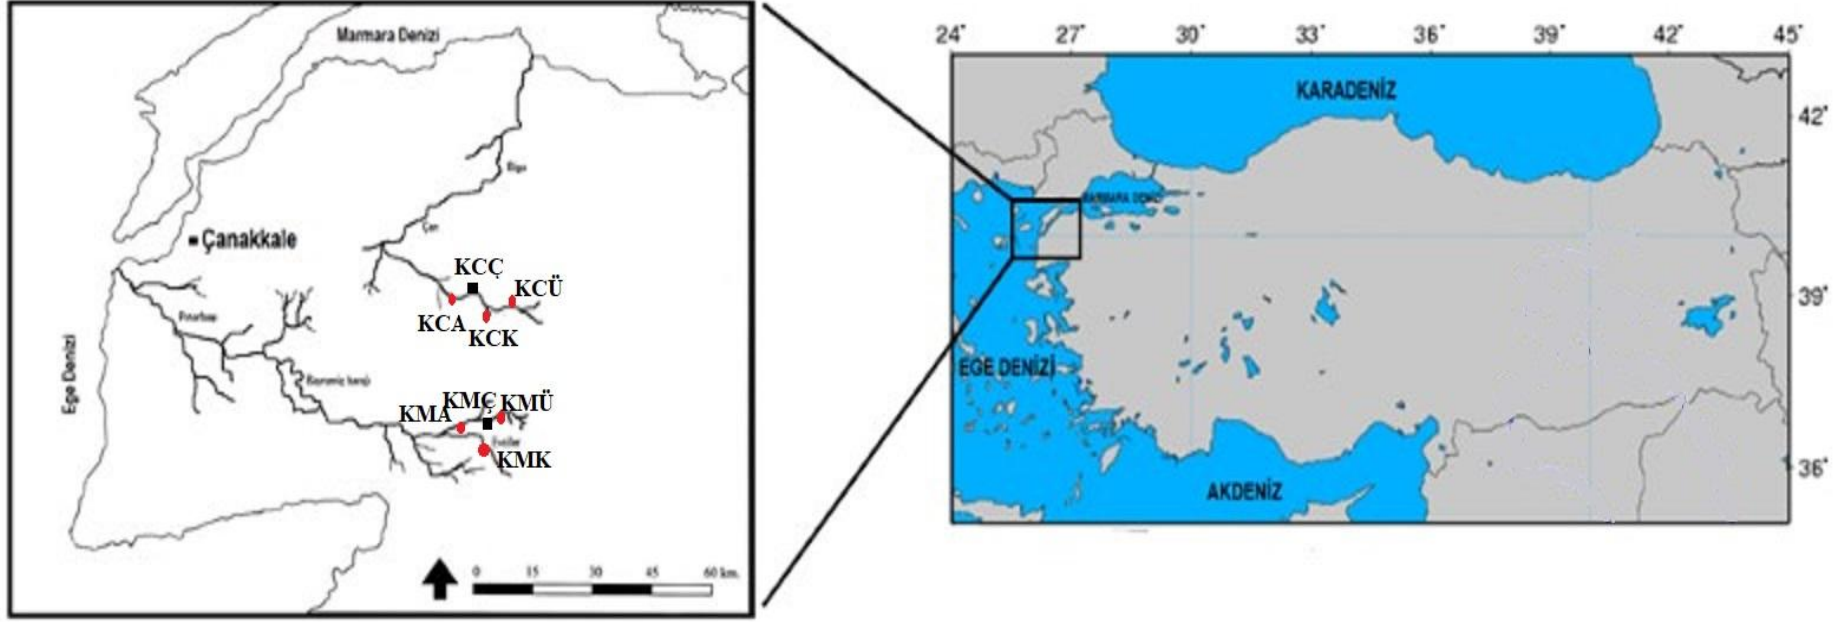 Marmara Denizi
Biga
Çanakkale
Çan
KCÇ
KCÜ
KCA
KCK
Ege Denizi
KMÇ
KMÜ
KMA
KMK
0 15 30 45 60 km.
24° 27° 30° 33° 36° 39° 42° 45°
KARADENİZ
42°
MARMARA DENİZİ
39°
EGE DENİZİ
36°
AKDENİZ